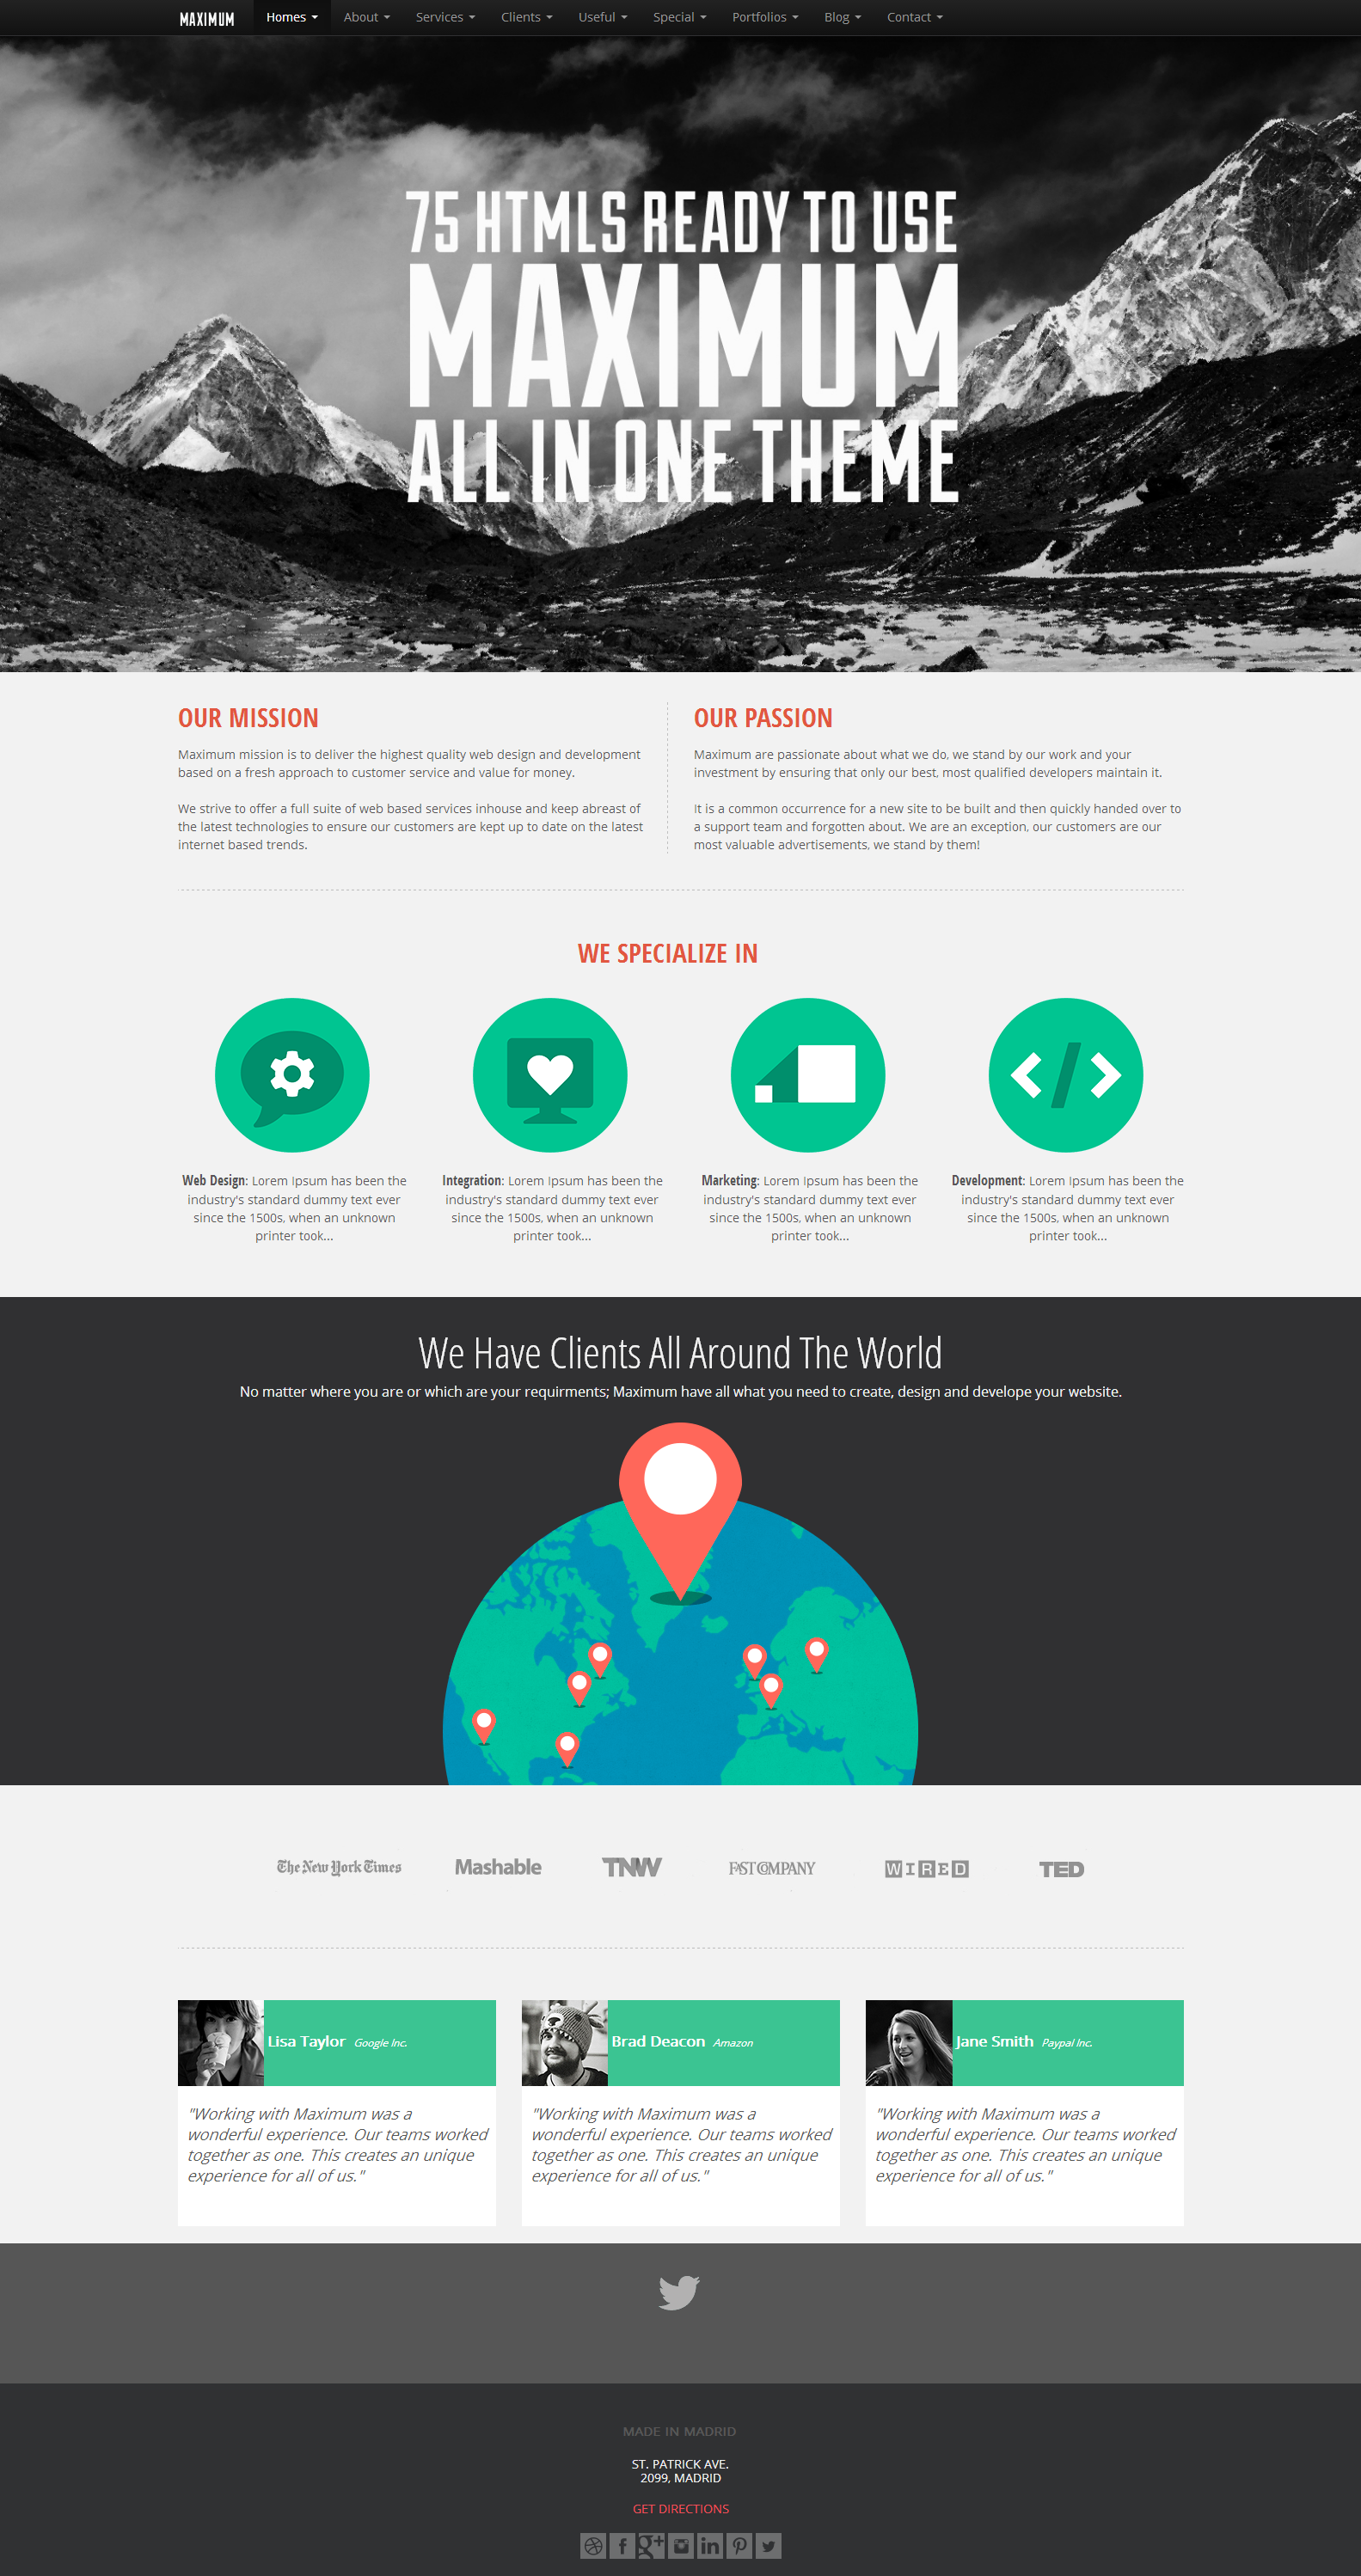 MAXIMUM
Homes About Services Clients Useful Special Portfolios Blog Contact
75 HTMLS READY TO USE
MAXIMUM
ALL IN ONE THEME
OUR MISSION
Maximum mission is to deliver the highest quality web design and development
based on a fresh approach to customer service and value for money.
We strive to offer a full suite of web based services inhouse and keep abreast of
the latest technologies to ensure our customers are kept up to date on the latest
internet based trends.
OUR PASSION
Maximum are passionate about what we do, we stand by our work and your
investment by ensuring that only our best, most qualified developers maintain it.
It is a common occurrence for a new site to be built and then quickly handed over to
a support team and forgotten about. We are an exception, our customers are our
most valuable advertisements, we stand by them!
WE SPECIALIZE IN
Web Design: Lorem Ipsum has been the
industry's standard dummy text ever
since the 1500s, when an unknown
printer took...
Integration: Lorem Ipsum has been the
industry's standard dummy text ever
since the 1500s, when an unknown
printer took...
Marketing: Lorem Ipsum has been the
industry's standard dummy text ever
since the 1500s, when an unknown
printer took...
Development: Lorem Ipsum has been the
industry's standard dummy text ever
since the 1500s, when an unknown
printer took...
We Have Clients All Around The World
No matter where you are or which are your requirments; Maximum have all what you need to create, design and develope your website.
The New York Times Mashable TNW FAST COMPANY WIRED TED
Lisa Taylor Google Inc.
"Working with Maximum was a
wonderful experience. Our teams worked
together as one. This creates an unique
experience for all of us."
Brad Deacon Amazon
"Working with Maximum was a
wonderful experience. Our teams worked
together as one. This creates an unique
experience for all of us."
Jane Smith Paypal Inc.
"Working with Maximum was a
wonderful experience. Our teams worked
together as one. This creates an unique
experience for all of us."
MADE IN MADRID
ST. PATRICK AVE.
2099, MADRID
GET DIRECTIONS